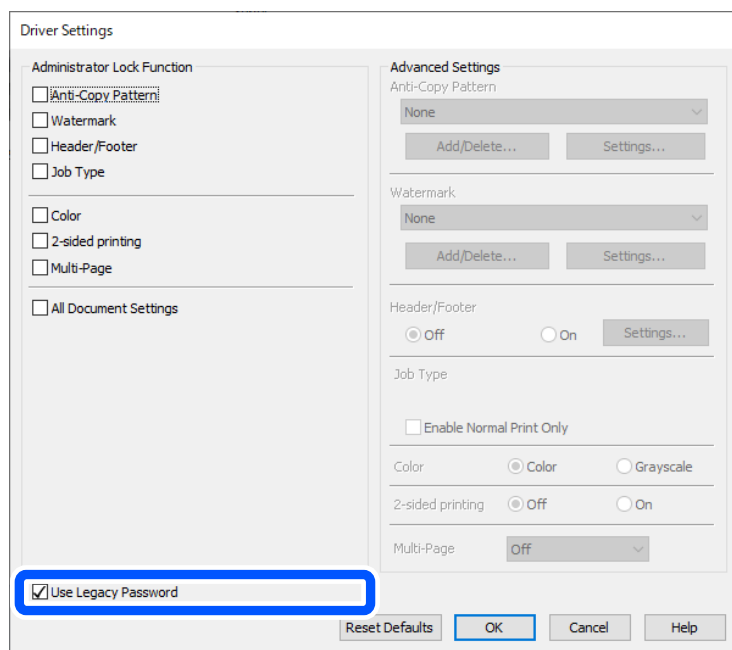 Driver Settings
Administrator Lock Function
Anti-Copy Pattern
Watermark
Header/Footer
Job Type
Color
2-sided printing
Multi-Page
All Document Settings
Use Legacy Password
Advanced Settings
Anti-Copy Pattern
None
Add/Delete... Settings...
Watermark
None
Add/Delete... Settings...
Header/Footer
Off On Settings...
Job Type
Enable Normal Print Only
Color Color Grayscale
2-sided printing Off On
Multi-Page Off
Reset Defaults OK Cancel Help